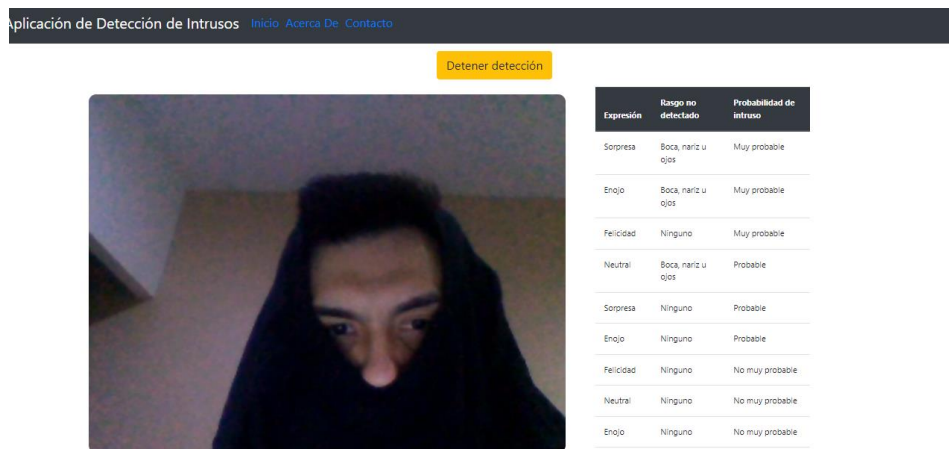 Aplicación de Detección de Intrusos Inicio Acerca De Contacto
Detener detección
Expresión Rasgo no detectado Probabilidad de intruso
Sorpresa Boca, nariz u ojos Muy probable
Enojo Boca, nariz u ojos Muy probable
Felicidad Ninguno Muy probable
Neutral Boca, nariz u ojos Probable
Sorpresa Ninguno Probable
Enojo Ninguno Probable
Felicidad Ninguno No muy probable
Neutral Ninguno No muy probable
Enojo Ninguno No muy probable